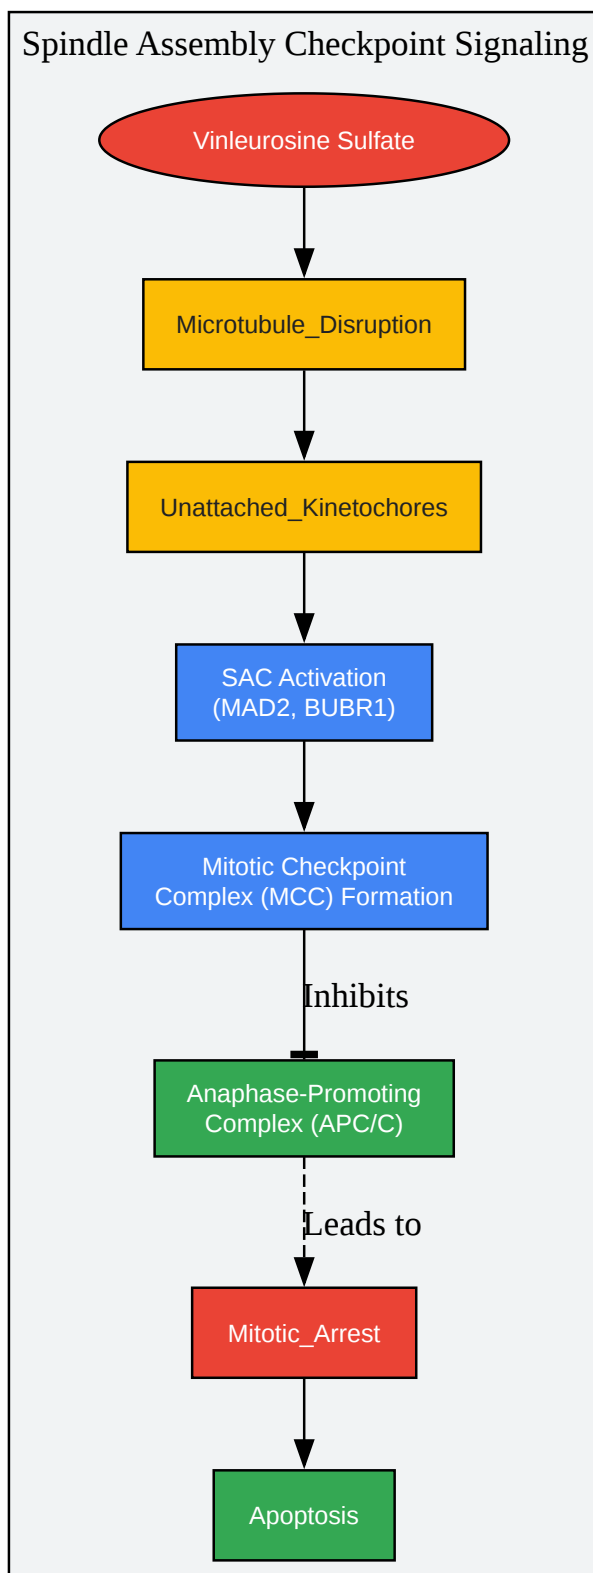 Spindle Assembly Checkpoint Signaling
Vinleurosine Sulfate
Microtubule_Disruption
Unattached_Kinetochores
SAC Activation
(MAD2, BUBR1)
Mitotic Checkpoint
Complex (MCC) Formation
Inhibits
Anaphase-Promoting
Complex (APC/C)
Leads to
Mitotic_Arrest
Apoptosis